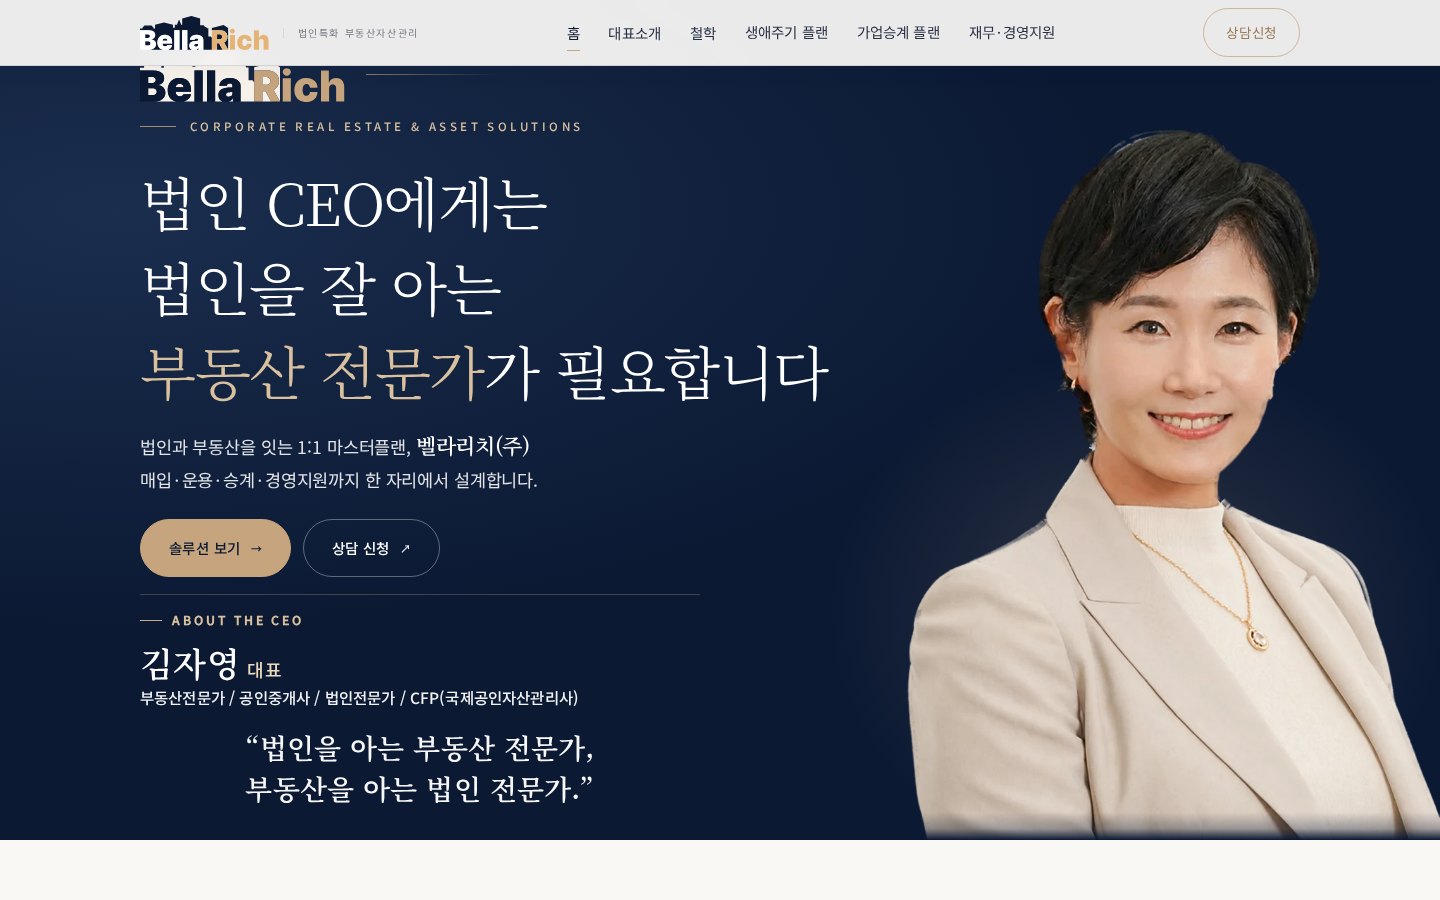 Bella Rich
법인특화 부동산자산관리
홈
대표소개
철학
생애주기 플랜
가업승계 플랜
재무·경영지원
상담신청
Bella Rich
CORPORATE REAL ESTATE & ASSET SOLUTIONS
법인 CEO에게는
법인을 잘 아는
부동산 전문가가 필요합니다
법인과 부동산을 잇는 1:1 마스터플랜, 벨라리치(주)
매입·운용·승계·경영지원까지 한 자리에서 설계합니다.
솔루션 보기 →
상담 신청 ↗
ABOUT THE CEO
김자영 대표
부동산전문가 / 공인중개사 / 법인전문가 / CFP(국제공인자산관리사)
“법인을 아는 부동산 전문가,
부동산을 아는 법인 전문가.”